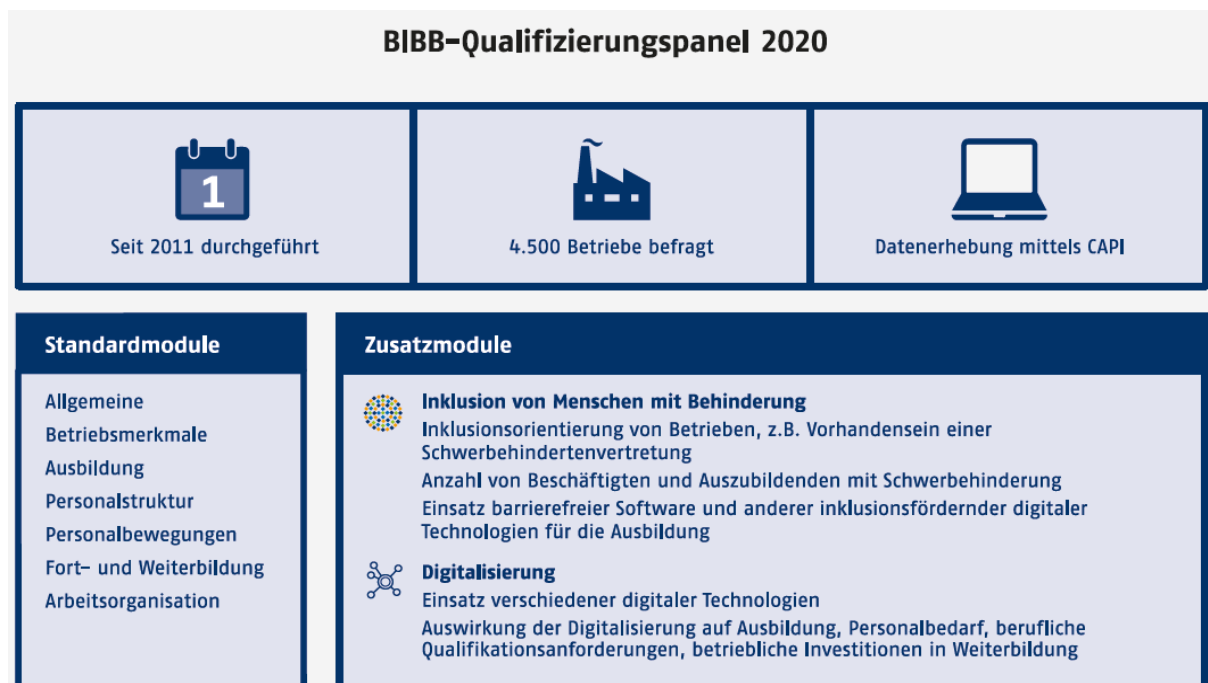 BIBB-Qualifizierungspanel 2020
1
Seit 2011 durchgeführt
4.500 Betriebe befragt
Datenerhebung mittels CAPI
Standardmodule
Allgemeine
Betriebsmerkmale
Ausbildung
Personalstruktur
Personalbewegungen
Fort- und Weiterbildung
Arbeitsorganisation
Zusatzmodule
Inklusion von Menschen mit Behinderung
Inklusionsorientierung von Betrieben, z.B. Vorhandensein einer
Schwerbehindertenvertretung
Anzahl von Beschäftigten und Auszubildenden mit Schwerbehinderung
Einsatz barrierefreier Software und anderer inklusionsfördernder digitaler
Technologien für die Ausbildung
Digitalisierung
Einsatz verschiedener digitaler Technologien
Auswirkung der Digitalisierung auf Ausbildung, Personalbedarf, berufliche
Qualifikationsanforderungen, betriebliche Investitionen in Weiterbildung